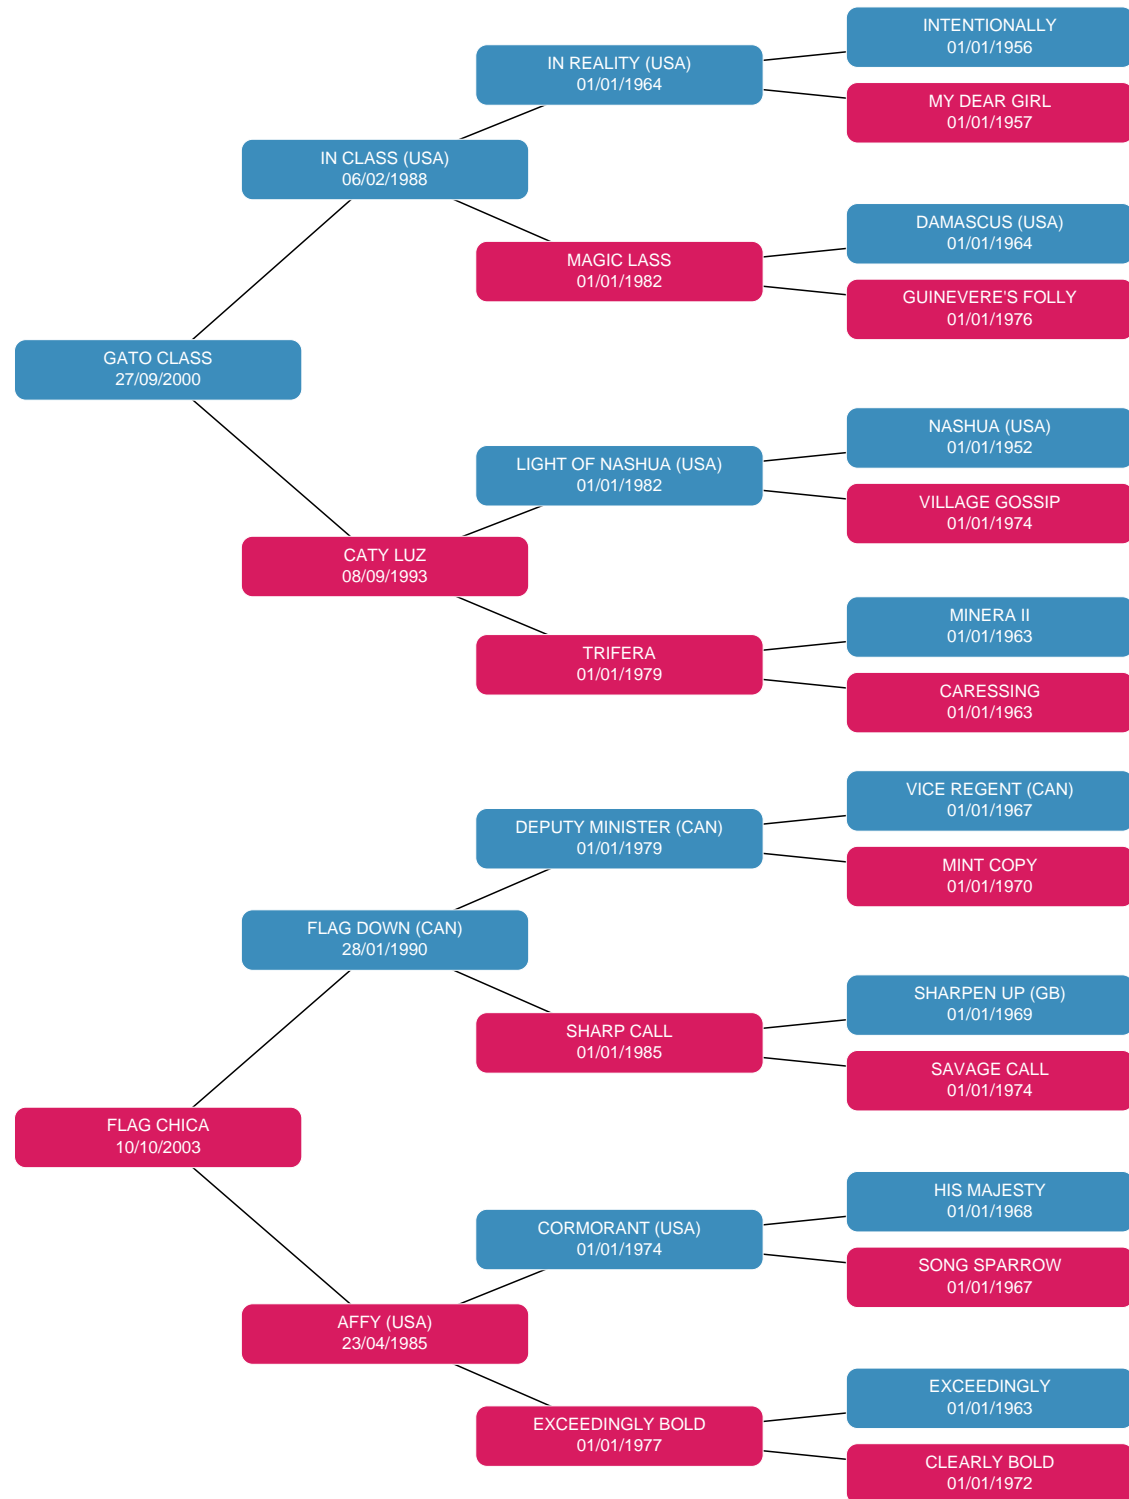 INTENTIONALLY
01/01/1956
IN REALITY (USA)
01/01/1964
MY DEAR GIRL
01/01/1957
IN CLASS (USA)
06/02/1988
DAMASCUS (USA)
01/01/1964
MAGIC LASS
01/01/1982
GUINEVERE'S FOLLY
01/01/1976
GATO CLASS
27/09/2000
NASHUA (USA)
01/01/1952
LIGHT OF NASHUA (USA)
01/01/1982
VILLAGE GOSSIP
01/01/1974
CATY LUZ
08/09/1993
MINERA II
01/01/1963
TRIFERA
01/01/1979
CARESSING
01/01/1963
VICE REGENT (CAN)
01/01/1967
DEPUTY MINISTER (CAN)
01/01/1979
MINT COPY
01/01/1970
FLAG DOWN (CAN)
28/01/1990
SHARPEN UP (GB)
01/01/1969
SHARP CALL
01/01/1985
SAVAGE CALL
01/01/1974
FLAG CHICA
10/10/2003
HIS MAJESTY
01/01/1968
CORMORANT (USA)
01/01/1974
SONG SPARROW
01/01/1967
AFFY (USA)
23/04/1985
EXCEEDINGLY
01/01/1963
EXCEEDINGLY BOLD
01/01/1977
CLEARLY BOLD
01/01/1972